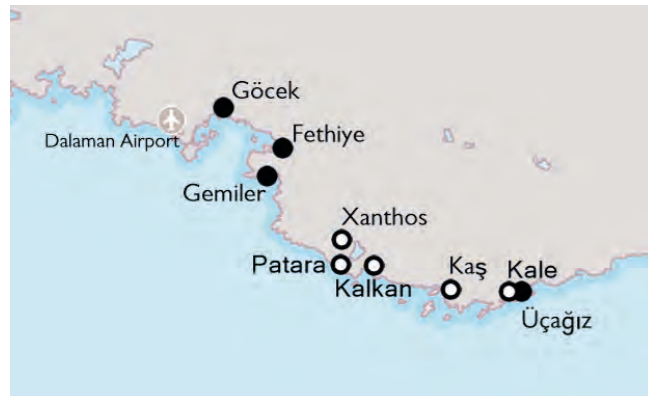 Göcek
Dalaman Airport
Fethiye
Gemiler
Xanthos
Patara
Kalkan
Kaş
Kale
Üçağız